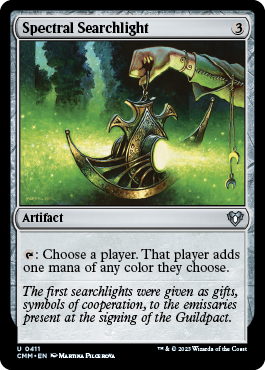 Spectral Searchlight 3
Artifact
: Choose a player. That player adds
one mana of any color they choose.
The first searchlights were given as gifts,
symbols of cooperation, to the emissaries
present at the signing of the Guildpact.
U 0411
CMM • EN Martina Pilcerova
™ & © 2023 Wizards of the Coast